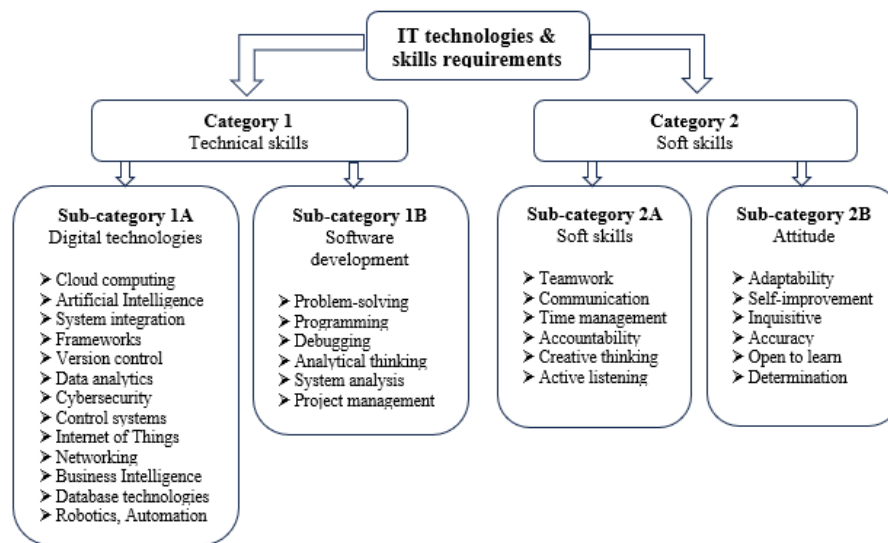 IT technologies &
skills requirements
Category 1
Technical skills
Category 2
Soft skills
Sub-category 1A
Digital technologies
➤ Cloud computing
➤ Artificial Intelligence
➤ System integration
➤ Frameworks
➤ Version control
➤ Data analytics
➤ Cybersecurity
➤ Control systems
➤ Internet of Things
➤ Networking
➤ Business Intelligence
➤ Database technologies
➤ Robotics, Automation
Sub-category 1B
Software
development
➤ Problem-solving
➤ Programming
➤ Debugging
➤ Analytical thinking
➤ System analysis
➤ Project management
Sub-category 2A
Soft skills
➤ Teamwork
➤ Communication
➤ Time management
➤ Accountability
➤ Creative thinking
➤ Active listening
Sub-category 2B
Attitude
➤ Adaptability
➤ Self-improvement
➤ Inquisitive
➤ Accuracy
➤ Open to learn
➤ Determination